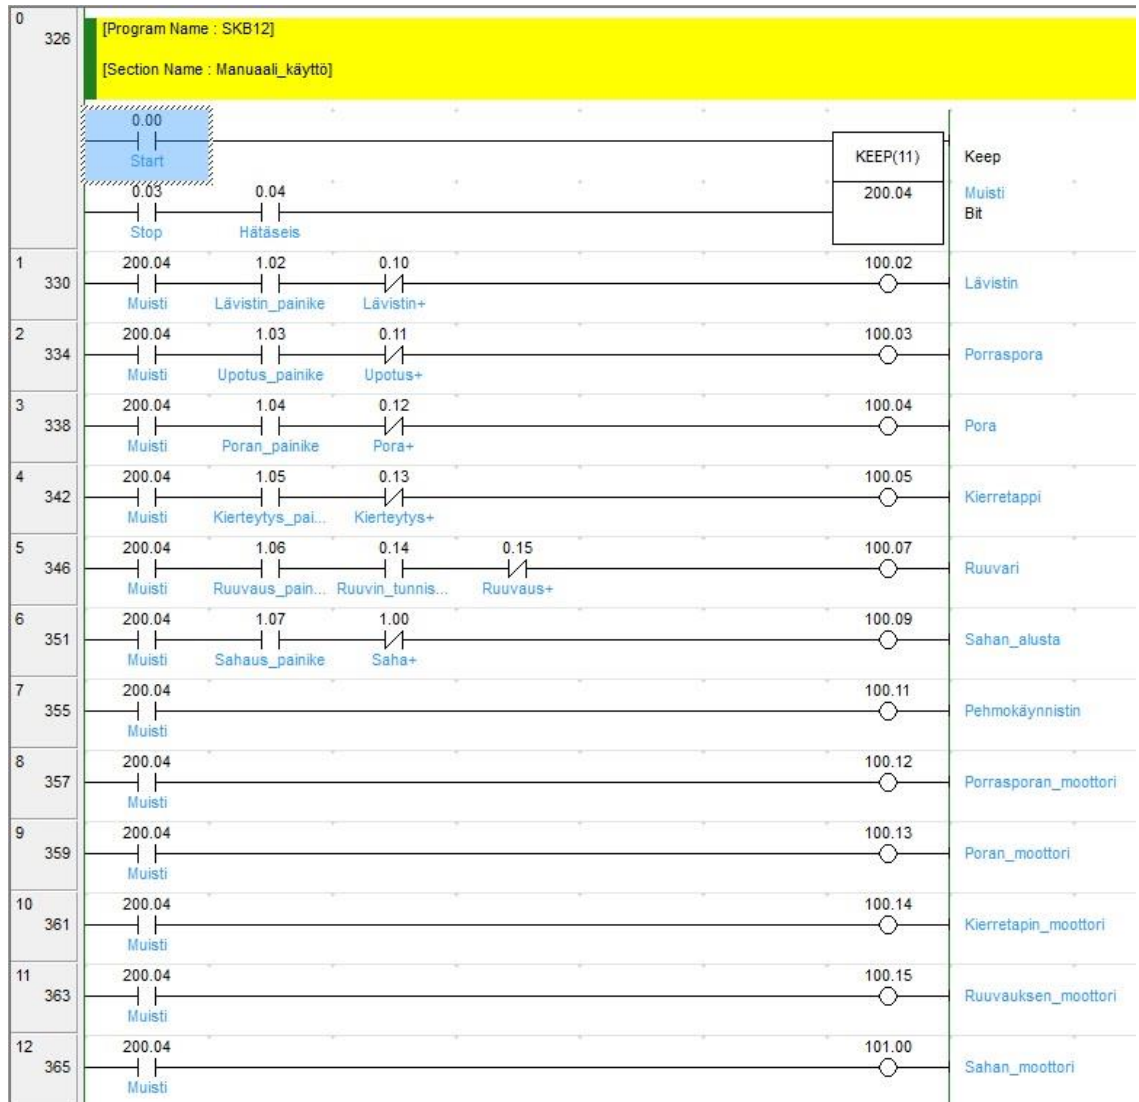 0
326
[Program Name : SKB12]
[Section Name : Manuaali_käyttö]
0.00
Start
KEEP(11)
Keep
0.03 0.04
200.04
Muisti
Bit
Stop Hätäseis
1
330
200.04 1.02 0.10 100.02
Lävistin
Muisti Lävistin_painike Lävistin+
2
334
200.04 1.03 0.11 100.03
Porraspora
Muisti Upotus_painike Upotus+
3
338
200.04 1.04 0.12 100.04
Pora
Muisti Poran_painike Pora+
4
342
200.04 1.05 0.13 100.05
Kierretappi
Muisti Kierteytys_pai... Kierteytys+
5
346
200.04 1.06 0.14 0.15 100.07
Ruuvari
Muisti Ruuvaus_pain... Ruuvin_tunnis... Ruuvaus+
6
351
200.04 1.07 1.00 100.09
Sahan_alusta
Muisti Sahaus_painike Saha+
7
355
200.04 100.11
Pehmokäynnistin
Muisti
8
357
200.04 100.12
Porrasporan_moottori
Muisti
9
359
200.04 100.13
Poran_moottori
Muisti
10
361
200.04 100.14
Kierretapin_moottori
Muisti
11
363
200.04 100.15
Ruuvauksen_moottori
Muisti
12
365
200.04 101.00
Sahan_moottori
Muisti